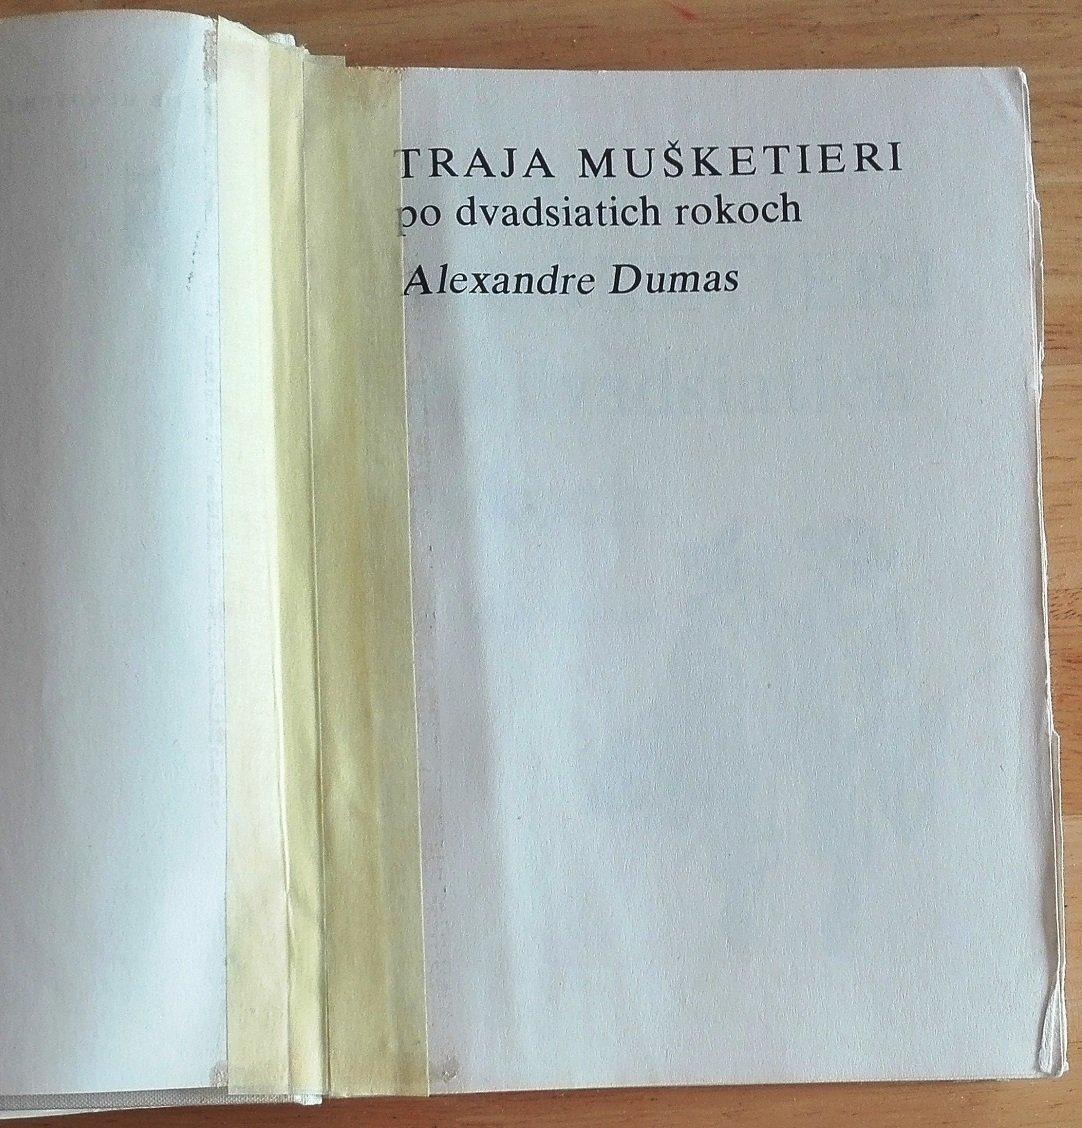 TRAJA MUŠKETIERI
po dvadsiatich rokoch
Alexandre Dumas